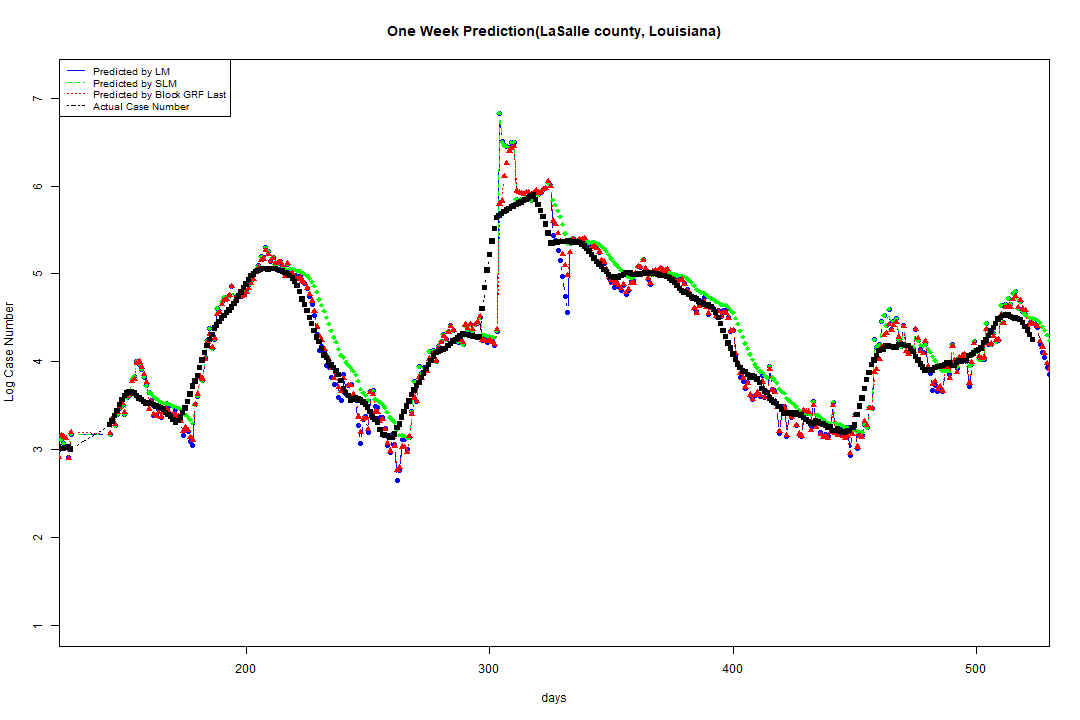 One Week Prediction(LaSalle county, Louisiana)
Predicted by LM
Predicted by SLM
Predicted by Block GRF Last
Actual Case Number
7
6
5
4
3
2
1
Log Case Number
200 300 400 500
days